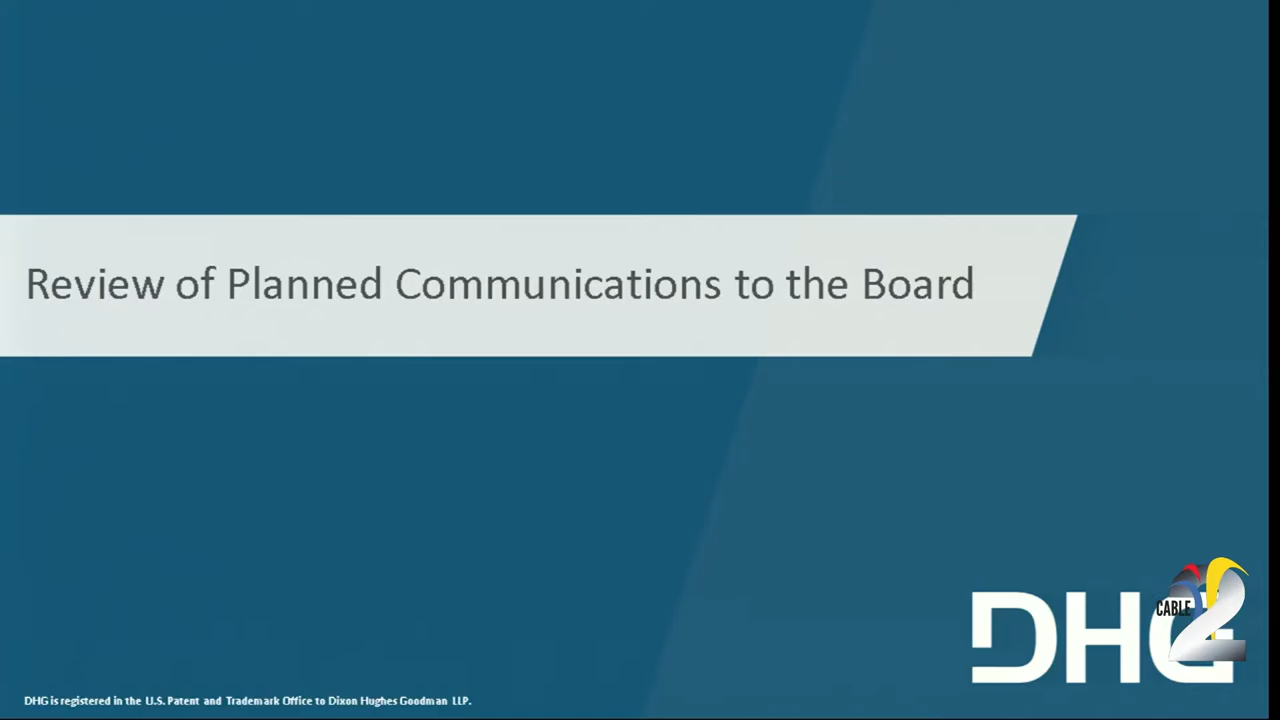 Review of Planned Communications to the Board
DHG
CABLE
2
DHG is registered in the U.S. Patent and Trademark Office to Dixon Hughes Goodman LLP.